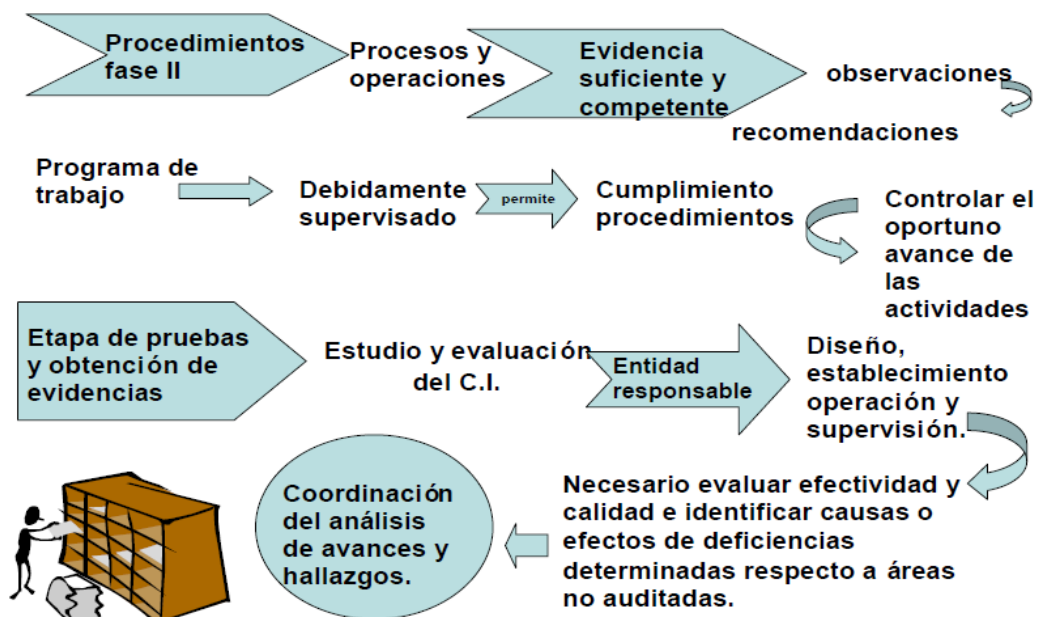 Procedimientos
fase II
Procesos y
operaciones
Evidencia
suficiente y
competente
observaciones
recomendaciones
Programa de
trabajo
Debidamente
supervisado
permite
Cumplimiento
procedimientos
Controlar el
oportuno
avance de
las
actividades
Etapa de pruebas
y obtención de
evidencias
Estudio y evaluación
del C.I.
Entidad
responsable
Diseño,
establecimiento
operación y
supervisión.
Necesario evaluar efectividad y
calidad e identificar causas o
efectos de deficiencias
determinadas respecto a áreas
no auditadas.
Coordinación
del análisis
de avances y
hallazgos.